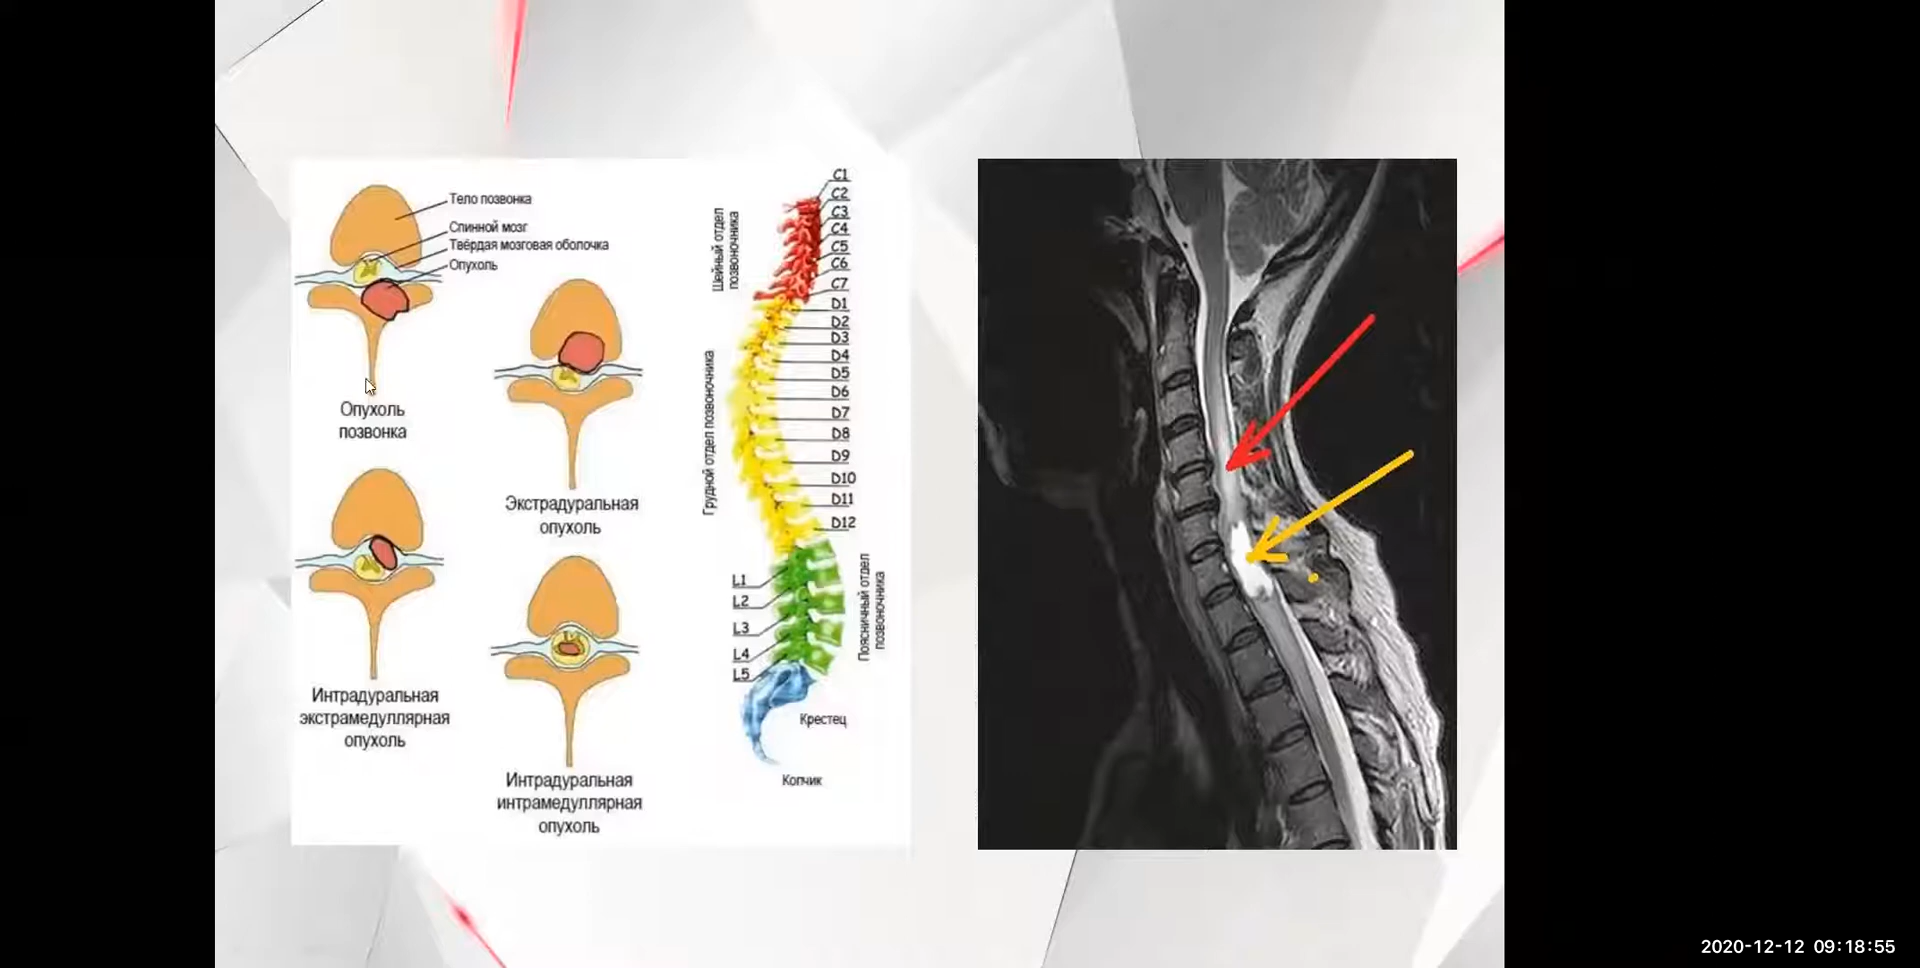 Тело позвонка
Спинной мозг
Твёрдая мозговая оболочка
Опухоль
Опухоль
позвонка
Экстрадуральная
опухоль
Интрадуральная
экстрамедуллярная
опухоль
Интрадуральная
интрамедуллярная
опухоль
Шейный отдел
позвоночника
C1
C2
C3
C4
C5
C6
C7
Грудной отдел позвоночника
D1
D2
D3
D4
D5
D6
D7
D8
D9
D10
D11
D12
L1
L2
L3
L4
L5
Поясничный отдел
позвоночника
Крестец
Копчик
2020-12-12 09:18:55